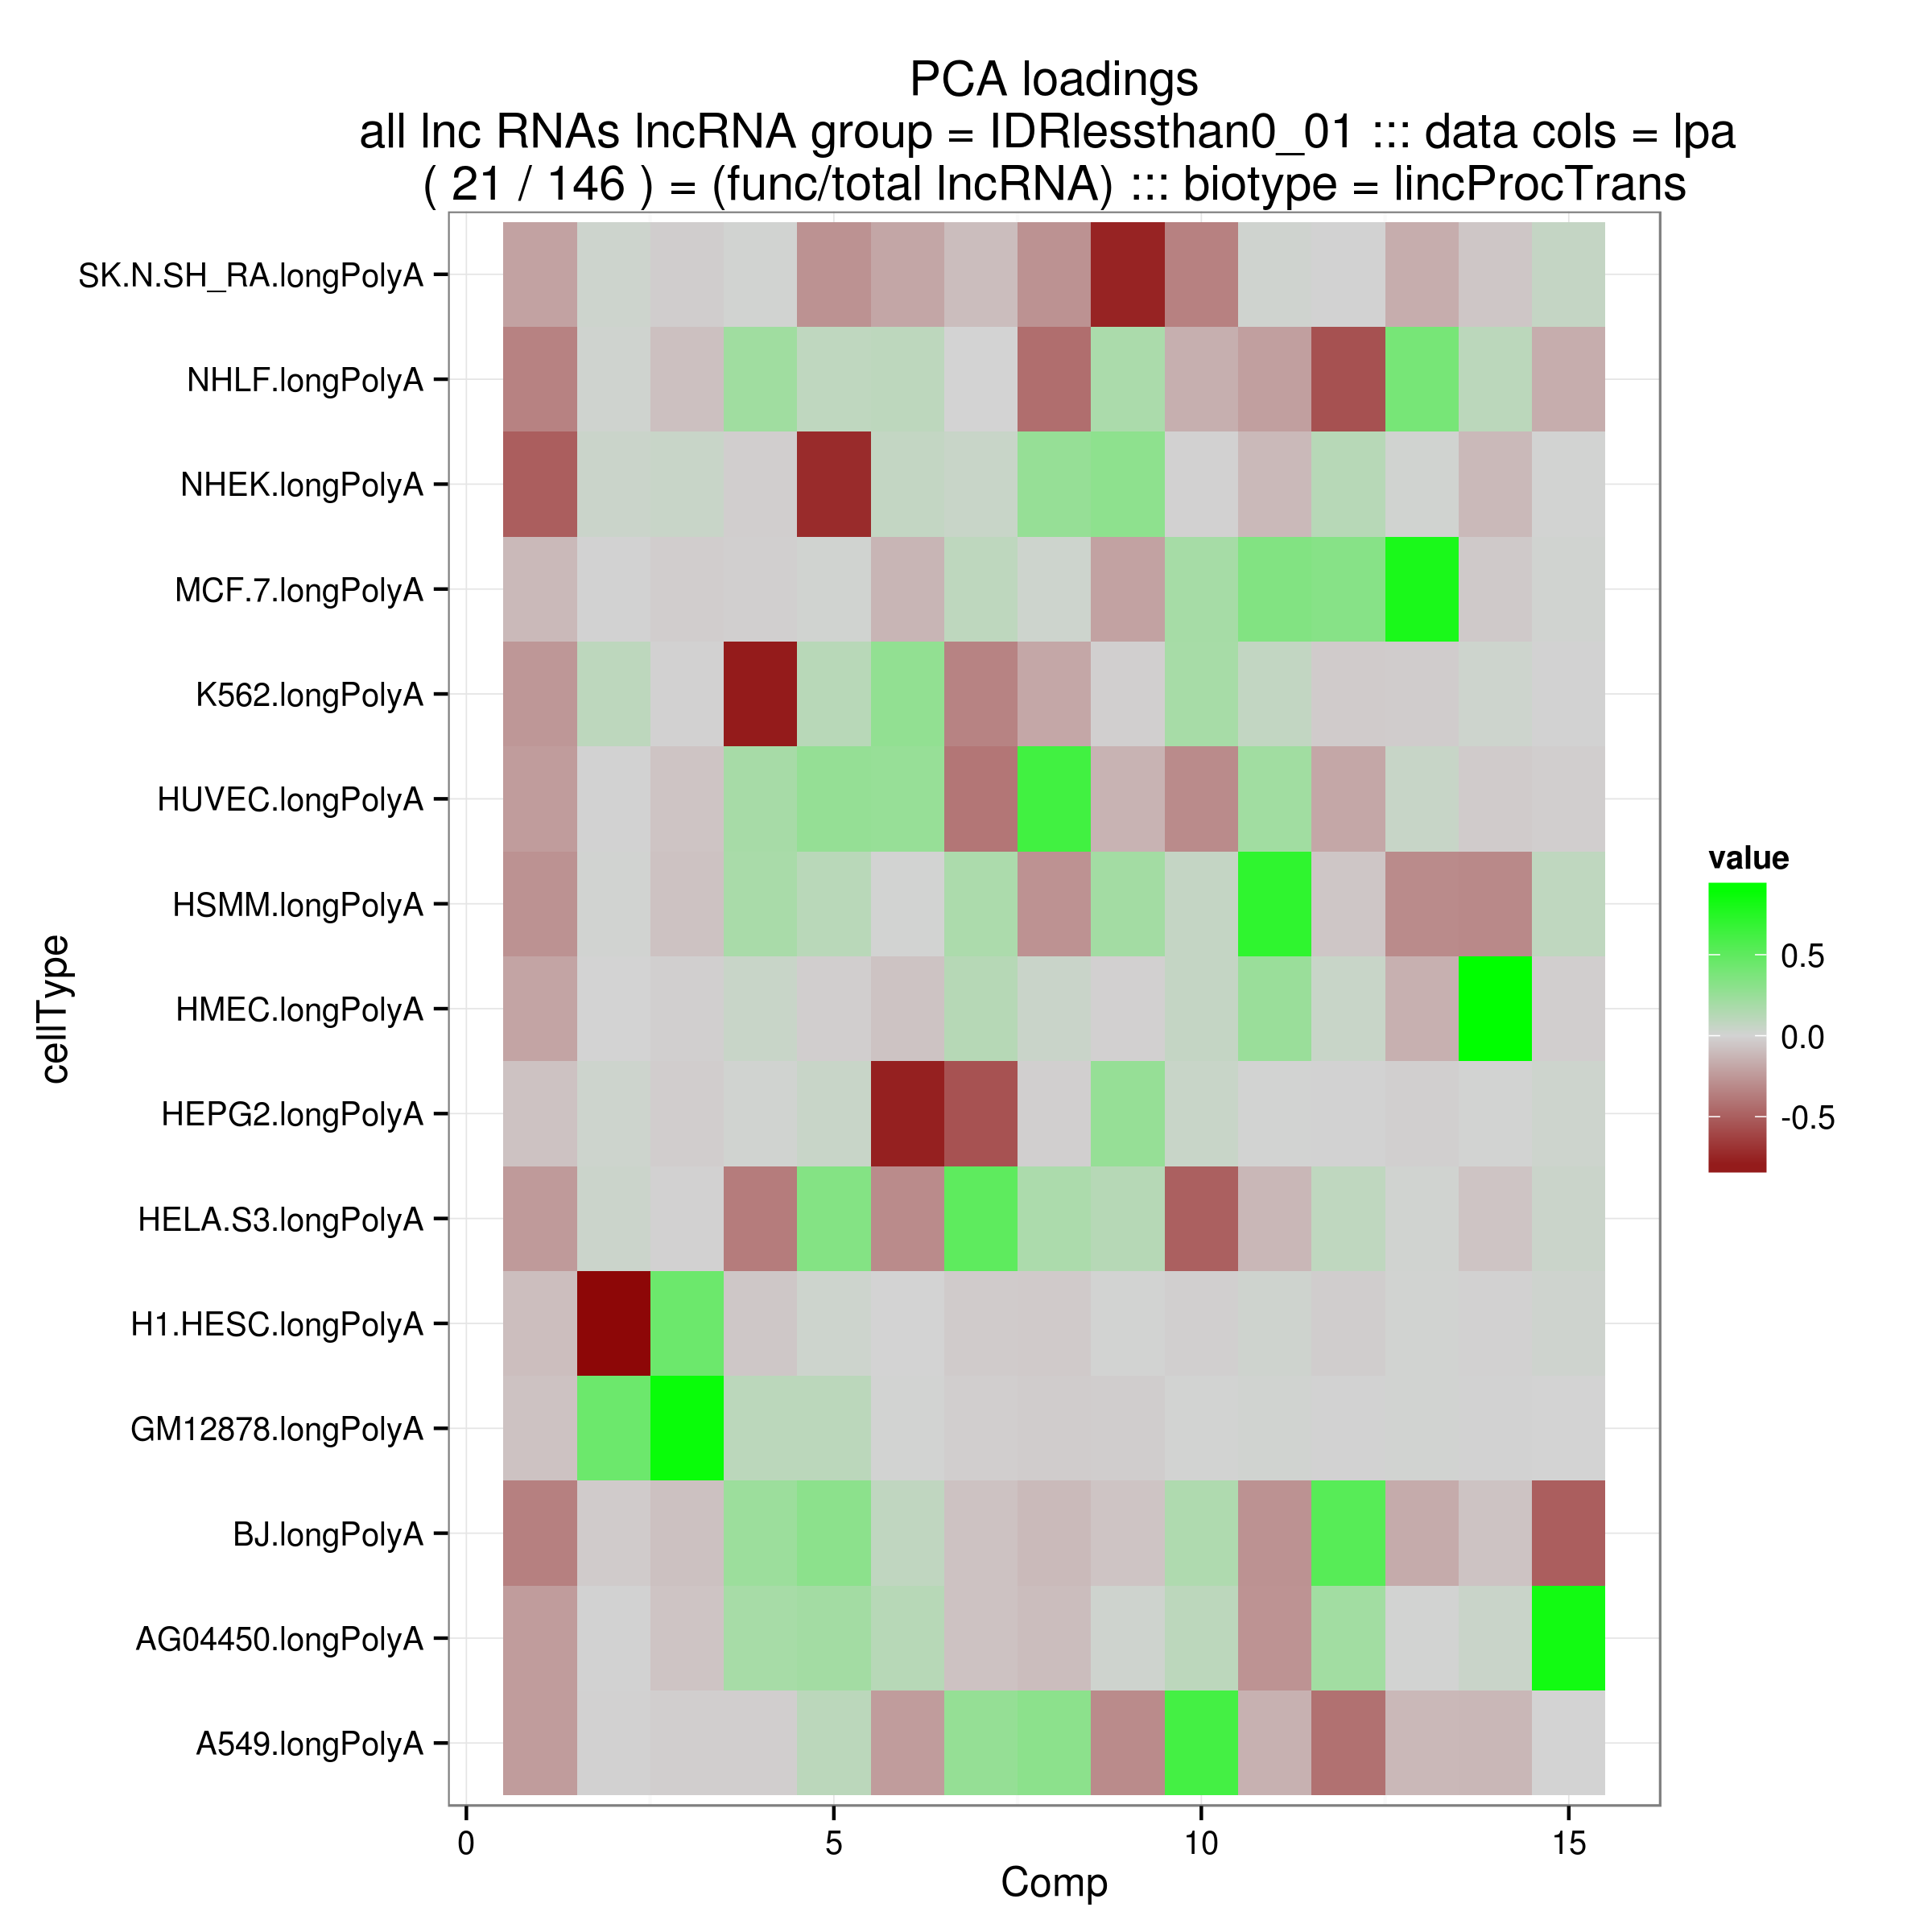 PCA loadings
all lnc RNAs lncRNA group = IDRlessthan0_01 ::: data cols = lpa
( 21 / 146 ) = (func/total lncRNA) ::: biotype = lincProcTrans
SK.N.SH_RA.longPolyA
NHLF.longPolyA
NHEK.longPolyA
MCF.7.longPolyA
K562.longPolyA
HUVEC.longPolyA
HSMM.longPolyA
HMEC.longPolyA
HEPG2.longPolyA
HELA.S3.longPolyA
H1.HESC.longPolyA
GM12878.longPolyA
BJ.longPolyA
AG04450.longPolyA
A549.longPolyA
cellType
0 5 10 15
Comp
value
0.5
0.0
-0.5